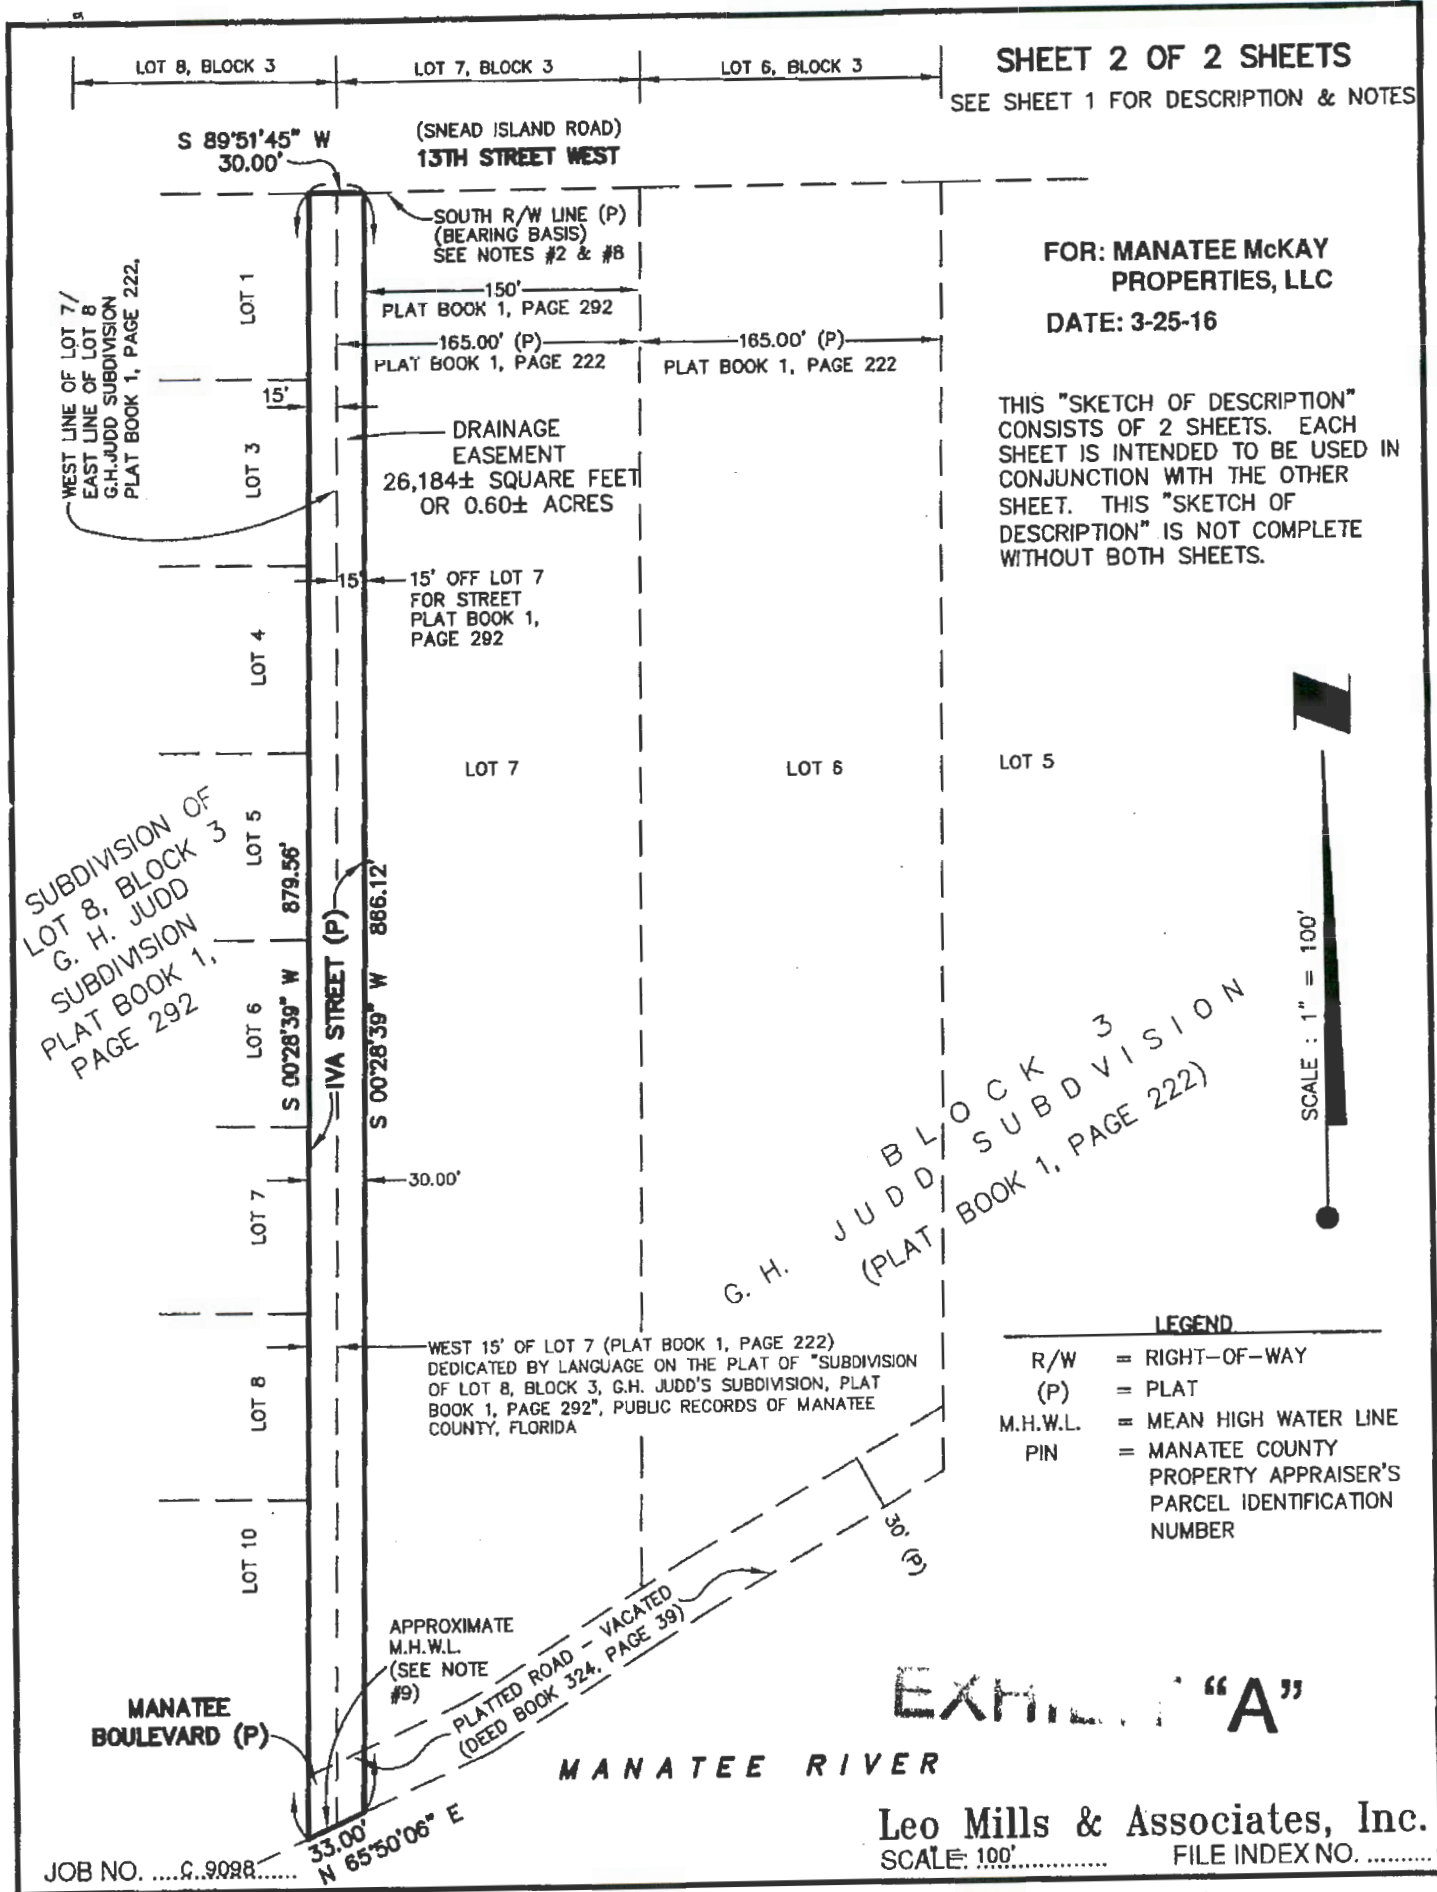 LOT 8, BLOCK 3
LOT 7, BLOCK 3
LOT 6, BLOCK 3
SHEET 2 OF 2 SHEETS
SEE SHEET 1 FOR DESCRIPTION & NOTES
S 89°51'45" W
30.00'
(SNEAD ISLAND ROAD)
13TH STREET WEST
SOUTH R/W LINE (P)
(BEARING BASIS)
SEE NOTES #2 & #8
FOR: MANATEE McKAY
PROPERTIES, LLC
DATE: 3-25-16
WEST LINE OF LOT 7/
EAST LINE OF LOT 8
G.H.JUDD SUBDIVISION
PLAT BOOK 1, PAGE 222,
LOT 1
150'
PLAT BOOK 1, PAGE 292
165.00' (P)
PLAT BOOK 1, PAGE 222
165.00' (P)
PLAT BOOK 1, PAGE 222
15'
LOT 3
DRAINAGE
EASEMENT
26,184± SQUARE FEET
OR 0.60± ACRES
THIS "SKETCH OF DESCRIPTION"
CONSISTS OF 2 SHEETS. EACH
SHEET IS INTENDED TO BE USED IN
CONJUNCTION WITH THE OTHER
SHEET. THIS "SKETCH OF
DESCRIPTION" IS NOT COMPLETE
WITHOUT BOTH SHEETS.
15'
15' OFF LOT 7
FOR STREET
PLAT BOOK 1,
PAGE 292
LOT 4
LOT 7
LOT 6
LOT 5
SUBDIVISION OF
LOT 8, BLOCK 3
G. H. JUDD
SUBDIVISION
PLAT BOOK 1,
PAGE 292
LOT 5
S 00°28'39" W 879.56'
IVA STREET (P)
S 00°28'39" W 886.12'
LOT 6
SCALE : 1" = 100'
BLOCK 3
G. H. JUDD SUBDVISION
(PLAT BOOK 1, PAGE 222)
30.00'
LOT 7
WEST 15' OF LOT 7 (PLAT BOOK 1, PAGE 222)
DEDICATED BY LANGUAGE ON THE PLAT OF "SUBDIVISION
OF LOT 8, BLOCK 3, G.H. JUDD'S SUBDIVISION, PLAT
BOOK 1, PAGE 292", PUBLIC RECORDS OF MANATEE
COUNTY, FLORIDA
LOT 8
LEGEND
R/W = RIGHT-OF-WAY
(P) = PLAT
M.H.W.L. = MEAN HIGH WATER LINE
PIN = MANATEE COUNTY
PROPERTY APPRAISER'S
PARCEL IDENTIFICATION
NUMBER
LOT 10
30' (P)
APPROXIMATE
M.H.W.L.
(SEE NOTE
#9)
PLATTED ROAD - VACATED
(DEED BOOK 324, PAGE 39)
MANATEE
BOULEVARD (P)
EXHIBIT "A"
MANATEE RIVER
33.00'
N 65°50'06" E
Leo Mills & Associates, Inc.
JOB NO. ....C 9098......
SCALE: 100'..............
FILE INDEX NO. ..........